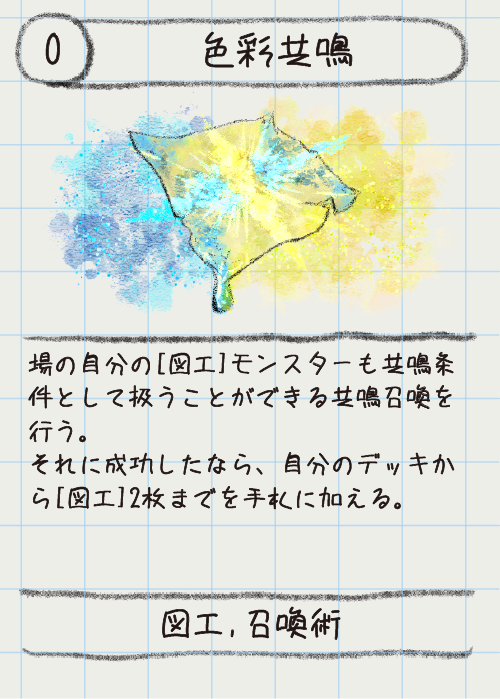 0
色彩共鳴
場の自分の[図工]モンスターも共鳴条
件として扱うことができる共鳴召喚を
行う。
それに成功したなら、自分のデッキか
ら[図工]2枚までを手札に加える。
図工,召喚術